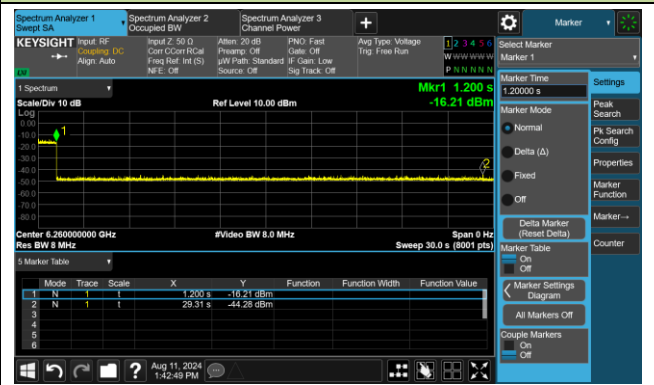 Spectrum Analyzer 1
Swept SA
Spectrum Analyzer 2
Occupied BW
Spectrum Analyzer 3
Channel Power
Marker
KEYSIGHT
Input: RF
Coupling: DC
Align: Auto
Input Z: 50 Ω
Corr CCorr RCal
Freq Ref: Int (S)
NFE: Off
Atten: 20 dB
Preamp: Off
µW Path: Standard
Source: Off
PNO: Fast
Gate: Off
IF Gain: Low
Sig Track: Off
Avg Type: Voltage
Trig: Free Run
1 2 3 4 5 6
W W W W W W
P N N N N N
Select Marker
Marker 1
1 Spectrum
Scale/Div 10 dB
Ref Level 10.00 dBm
Mkr1 1.200 s
-16.21 dBm
Log
0.00
-10.0
-20.0
-30.0
-40.0
-50.0
-60.0
-70.0
-80.0
1
2
Center 6.260000000 GHz
#Video BW 8.0 MHz
Span 0 Hz
Res BW 8 MHz
Sweep 30.0 s (8001 pts)
5 Marker Table
Mode Trace Scale X Y Function Function Width Function Value
1 N 1 t 1.200 s -16.21 dBm
2 N 1 t 29.31 s -44.28 dBm
3
4
5
6
Marker Time
1.20000 s
Marker Mode
Normal
Delta (Δ)
Fixed
Off
Delta Marker
(Reset Delta)
Marker Table
On
Off
Marker Settings
Diagram
All Markers Off
Couple Markers
On
Off
Settings
Peak
Search
Pk Search
Config
Properties
Marker
Function
Marker→
Counter
Aug 11, 2024
1:42:49 PM